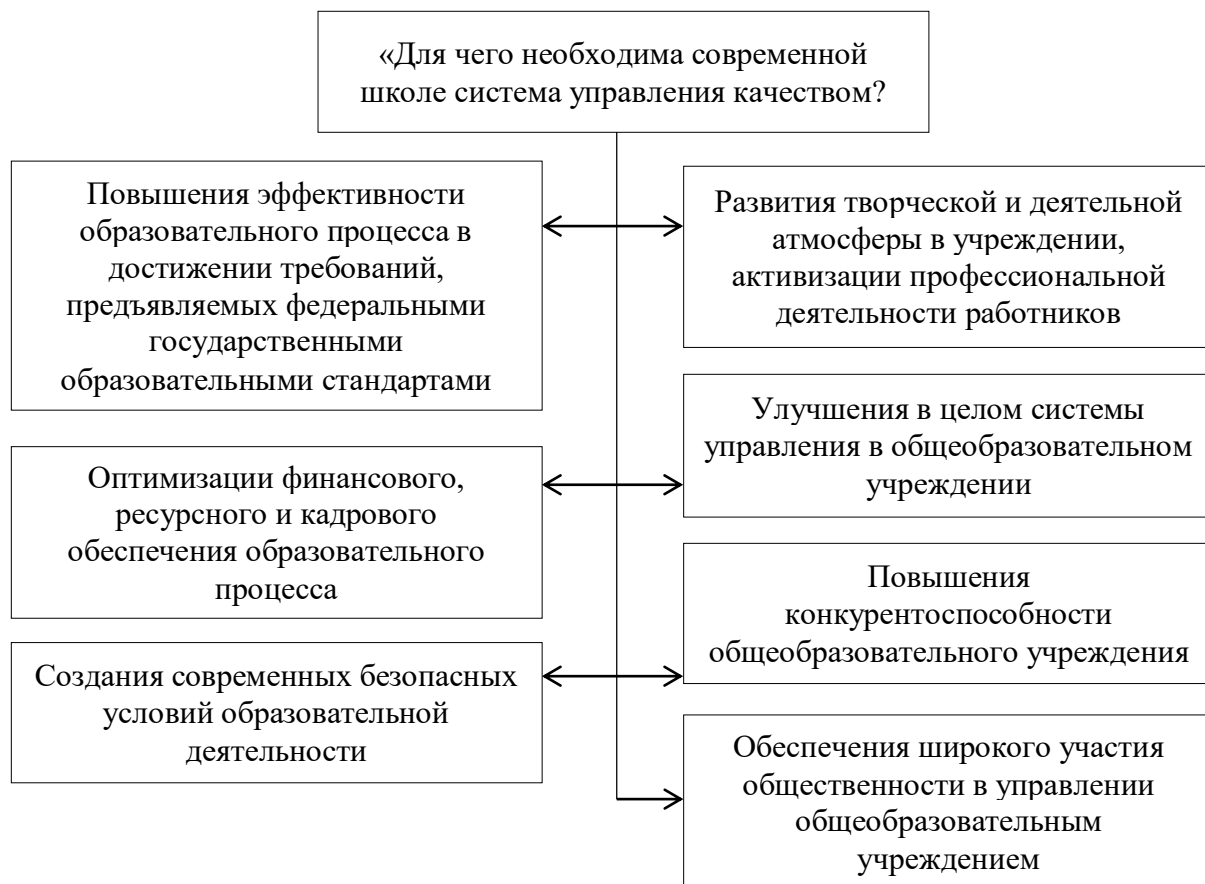 «Для чего необходима современной
школе система управления качеством?
Повышения эффективности
образовательного процесса в
достижении требований,
предъявляемых федеральными
государственными
образовательными стандартами
Развития творческой и деятельной
атмосферы в учреждении,
активизации профессиональной
деятельности работников
Улучшения в целом системы
управления в общеобразовательном
учреждении
Оптимизации финансового,
ресурсного и кадрового
обеспечения образовательного
процесса
Повышения
конкурентоспособности
общеобразовательного учреждения
Создания современных безопасных
условий образовательной
деятельности
Обеспечения широкого участия
общественности в управлении
общеобразовательным
учреждением